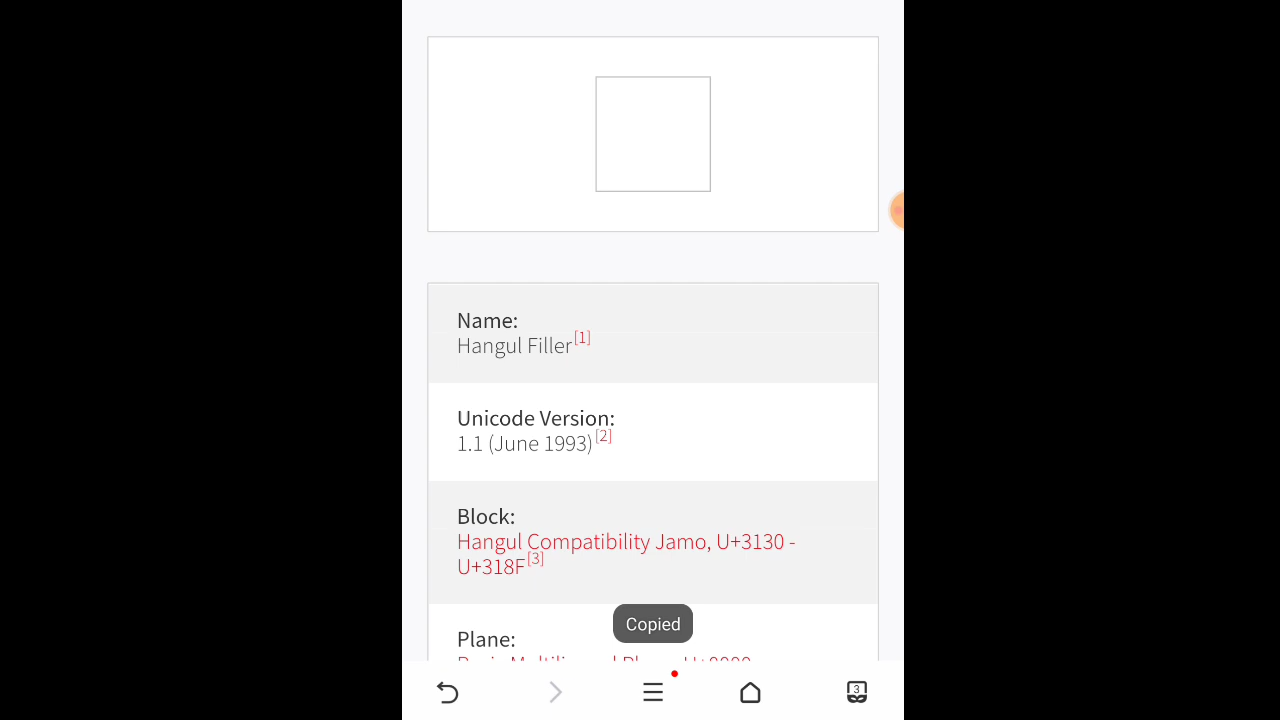 Name:
Hangul Filler[1]
Unicode Version:
1.1 (June 1993)[2]
Block:
Hangul Compatibility Jamo, U+3130 -
U+318F[3]
Copied
Plane:
3